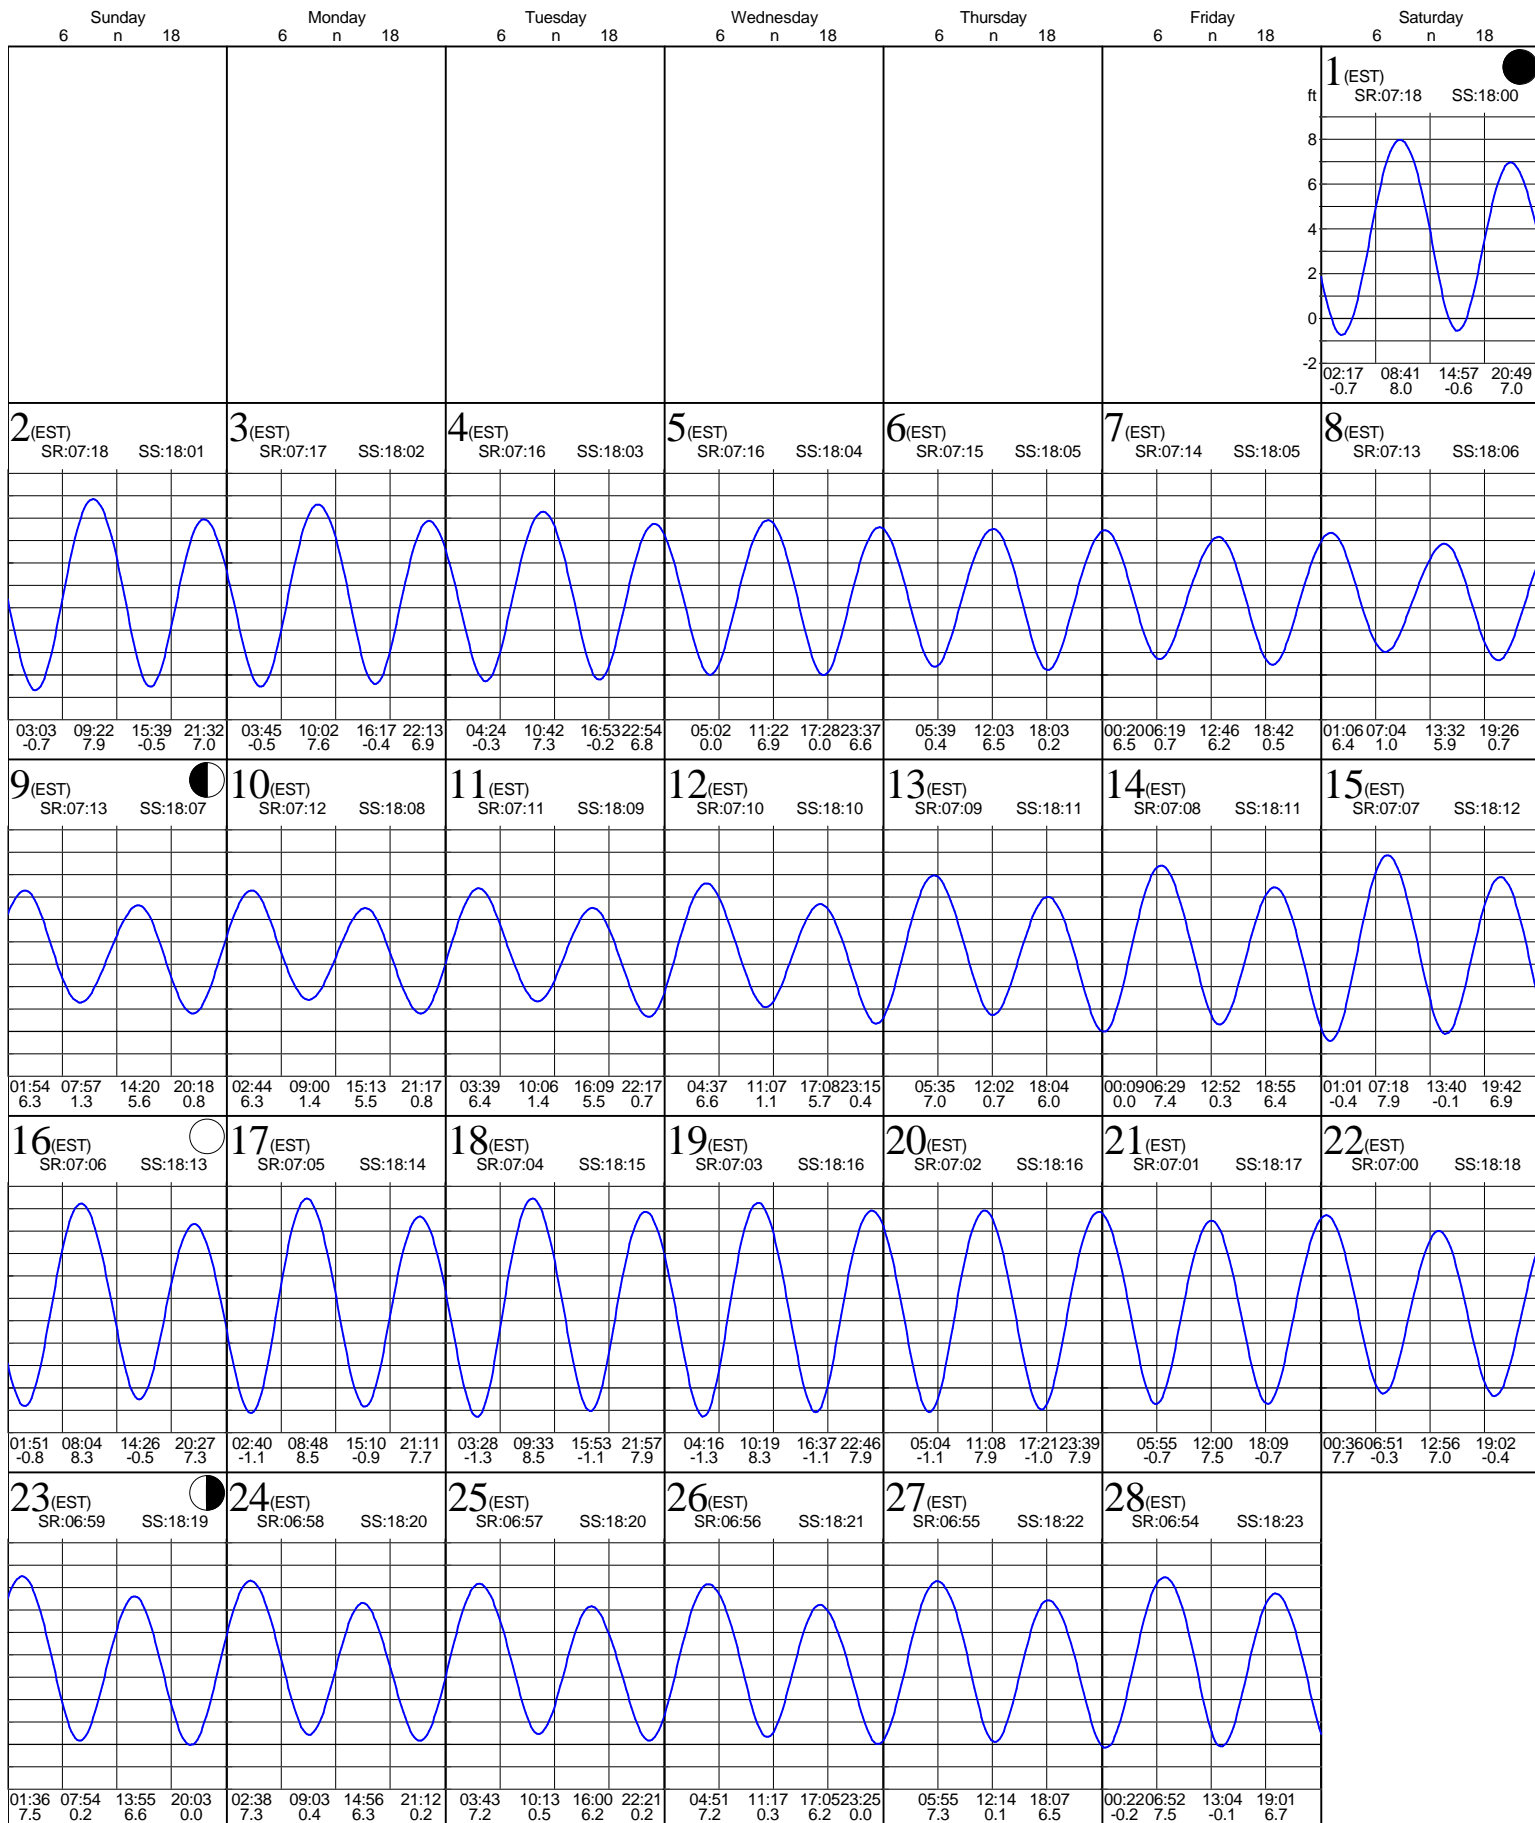 Sunday Monday Tuesday Wednesday Thursday Friday Saturday
6 n 18 6 n 18 6 n 18 6 n 18 6 n 18 6 n 18 6 n 18
1(EST)
ft SR:07:18 SS:18:00
8
6
4
2
0
-2
02:17 08:41 14:57 20:49
-0.7 8.0 -0.6 7.0
2(EST) 3(EST) 4(EST) 5(EST) 6(EST) 7(EST) 8(EST)
SR:07:18 SS:18:01 SR:07:17 SS:18:02 SR:07:16 SS:18:03 SR:07:16 SS:18:04 SR:07:15 SS:18:05 SR:07:14 SS:18:05 SR:07:13 SS:18:06
03:03 09:22 15:39 21:32 03:45 10:02 16:17 22:13 04:24 10:42 16:53 22:54 05:02 11:22 17:28 23:37 05:39 12:03 18:03 00:20 06:19 12:46 18:42 01:06 07:04 13:32 19:26
-0.7 7.9 -0.5 7.0 -0.5 7.6 -0.4 6.9 -0.3 7.3 -0.2 6.8 0.0 6.9 0.0 6.6 0.4 6.5 0.2 6.5 0.7 6.2 0.5 6.4 1.0 5.9 0.7
9(EST) 10(EST) 11(EST) 12(EST) 13(EST) 14(EST) 15(EST)
SR:07:13 SS:18:07 SR:07:12 SS:18:08 SR:07:11 SS:18:09 SR:07:10 SS:18:10 SR:07:09 SS:18:11 SR:07:08 SS:18:11 SR:07:07 SS:18:12
01:54 07:57 14:20 20:18 02:44 09:00 15:13 21:17 03:39 10:06 16:09 22:17 04:37 11:07 17:08 23:15 05:35 12:02 18:04 00:09 06:29 12:52 18:55 01:01 07:18 13:40 19:42
6.3 1.3 5.6 0.8 6.3 1.4 5.5 0.8 6.4 1.4 5.5 0.7 6.6 1.1 5.7 0.4 7.0 0.7 6.0 0.0 7.4 0.3 6.4 -0.4 7.9 -0.1 6.9
16(EST) 17(EST) 18(EST) 19(EST) 20(EST) 21(EST) 22(EST)
SR:07:06 SS:18:13 SR:07:05 SS:18:14 SR:07:04 SS:18:15 SR:07:03 SS:18:16 SR:07:02 SS:18:16 SR:07:01 SS:18:17 SR:07:00 SS:18:18
01:51 08:04 14:26 20:27 02:40 08:48 15:10 21:11 03:28 09:33 15:53 21:57 04:16 10:19 16:37 22:46 05:04 11:08 17:21 23:39 05:55 12:00 18:09 00:36 06:51 12:56 19:02
-0.8 8.3 -0.5 7.3 -1.1 8.5 -0.9 7.7 -1.3 8.5 -1.1 7.9 -1.3 8.3 -1.1 7.9 -1.1 7.9 -1.0 7.9 -0.7 7.5 -0.7 7.7 -0.3 7.0 -0.4
23(EST) 24(EST) 25(EST) 26(EST) 27(EST) 28(EST)
SR:06:59 SS:18:19 SR:06:58 SS:18:20 SR:06:57 SS:18:20 SR:06:56 SS:18:21 SR:06:55 SS:18:22 SR:06:54 SS:18:23
01:36 07:54 13:55 20:03 02:38 09:03 14:56 21:12 03:43 10:13 16:00 22:21 04:51 11:17 17:05 23:25 05:55 12:14 18:07 00:22 06:52 13:04 19:01
7.5 0.2 6.6 0.0 7.3 0.4 6.3 0.2 7.2 0.5 6.2 0.2 7.2 0.3 6.2 0.0 7.3 0.1 6.5 -0.2 7.5 -0.1 6.7